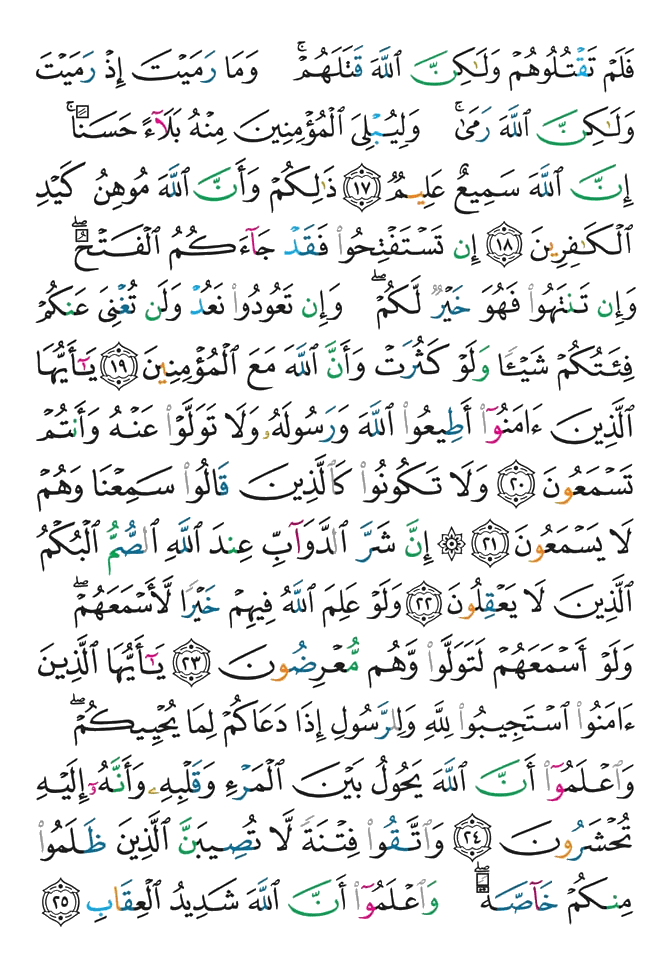 فَلَمْ تَقْتُلُوهُمْ وَلَٰكِنَّ ٱللَّهَ قَتَلَهُمْ ۚ وَمَا رَمَيْتَ إِذْ رَمَيْتَ
وَلَٰكِنَّ ٱللَّهَ رَمَىٰ ۚ وَلِيُبْلِىَ ٱلْمُؤْمِنِينَ مِنْهُ بَلَآءً حَسَنًا ۚ
إِنَّ ٱللَّهَ سَمِيعٌ عَلِيمٌ ١٧ ذَٰلِكُمْ وَأَنَّ ٱللَّهَ مُوهِنُ كَيْدِ
ٱلْكَٰفِرِينَ ١٨ إِن تَسْتَفْتِحُوا۟ فَقَدْ جَآءَكُمُ ٱلْفَتْحُ ۖ
وَإِن تَنتَهُوا۟ فَهُوَ خَيْرٌ لَّكُمْ ۖ وَإِن تَعُودُوا۟ نَعُدْ وَلَن تُغْنِىَ عَنكُمْ
فِئَتُكُمْ شَيْـًٔا وَلَوْ كَثُرَتْ وَأَنَّ ٱللَّهَ مَعَ ٱلْمُؤْمِنِينَ ١٩ يَٰٓأَيُّهَا
ٱلَّذِينَ ءَامَنُوٓا۟ أَطِيعُوا۟ ٱللَّهَ وَرَسُولَهُۥ وَلَا تَوَلَّوْا۟ عَنْهُ وَأَنتُمْ
تَسْمَعُونَ ٢٠ وَلَا تَكُونُوا۟ كَٱلَّذِينَ قَالُوا۟ سَمِعْنَا وَهُمْ
لَا يَسْمَعُونَ ٢١ ۞ إِنَّ شَرَّ ٱلدَّوَآبِّ عِندَ ٱللَّهِ ٱلصُّمُّ ٱلْبُكْمُ
ٱلَّذِينَ لَا يَعْقِلُونَ ٢٢ وَلَوْ عَلِمَ ٱللَّهُ فِيهِمْ خَيْرًا لَّأَسْمَعَهُمْ ۖ
وَلَوْ أَسْمَعَهُمْ لَتَوَلَّوا۟ وَّهُم مُّعْرِضُونَ ٢٣ يَٰٓأَيُّهَا ٱلَّذِينَ
ءَامَنُوا۟ ٱسْتَجِيبُوا۟ لِلَّهِ وَلِلرَّسُولِ إِذَا دَعَاكُمْ لِمَا يُحْيِيكُمْ ۖ
وَٱعْلَمُوٓا۟ أَنَّ ٱللَّهَ يَحُولُ بَيْنَ ٱلْمَرْءِ وَقَلْبِهِۦ وَأَنَّهُۥٓ إِلَيْهِ
تُحْشَرُونَ ٢٤ وَٱتَّقُوا۟ فِتْنَةً لَّا تُصِيبَنَّ ٱلَّذِينَ ظَلَمُوا۟
مِنكُمْ خَآصَّةً ۖ وَٱعْلَمُوٓا۟ أَنَّ ٱللَّهَ شَدِيدُ ٱلْعِقَابِ ٢٥